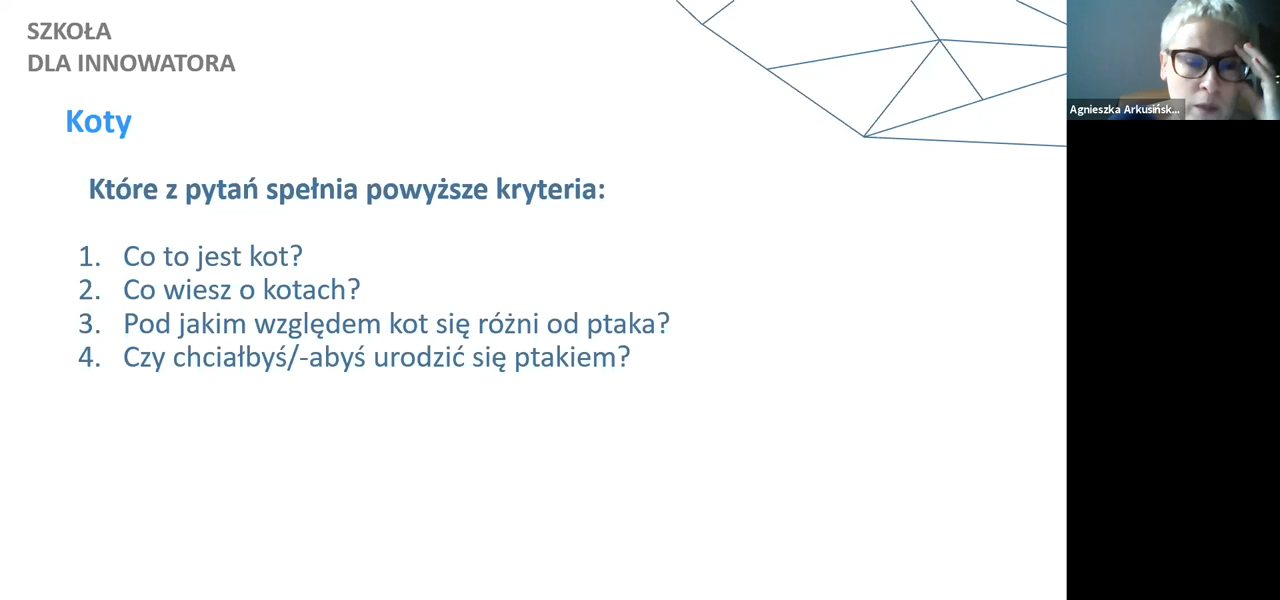 SZKOŁA
DLA INNOWATORA
Koty
Które z pytań spełnia powyższe kryteria:
1. Co to jest kot?
2. Co wiesz o kotach?
3. Pod jakim względem kot się różni od ptaka?
4. Czy chciałbyś/-abyś urodzić się ptakiem?
Agnieszka Arkusińsk...